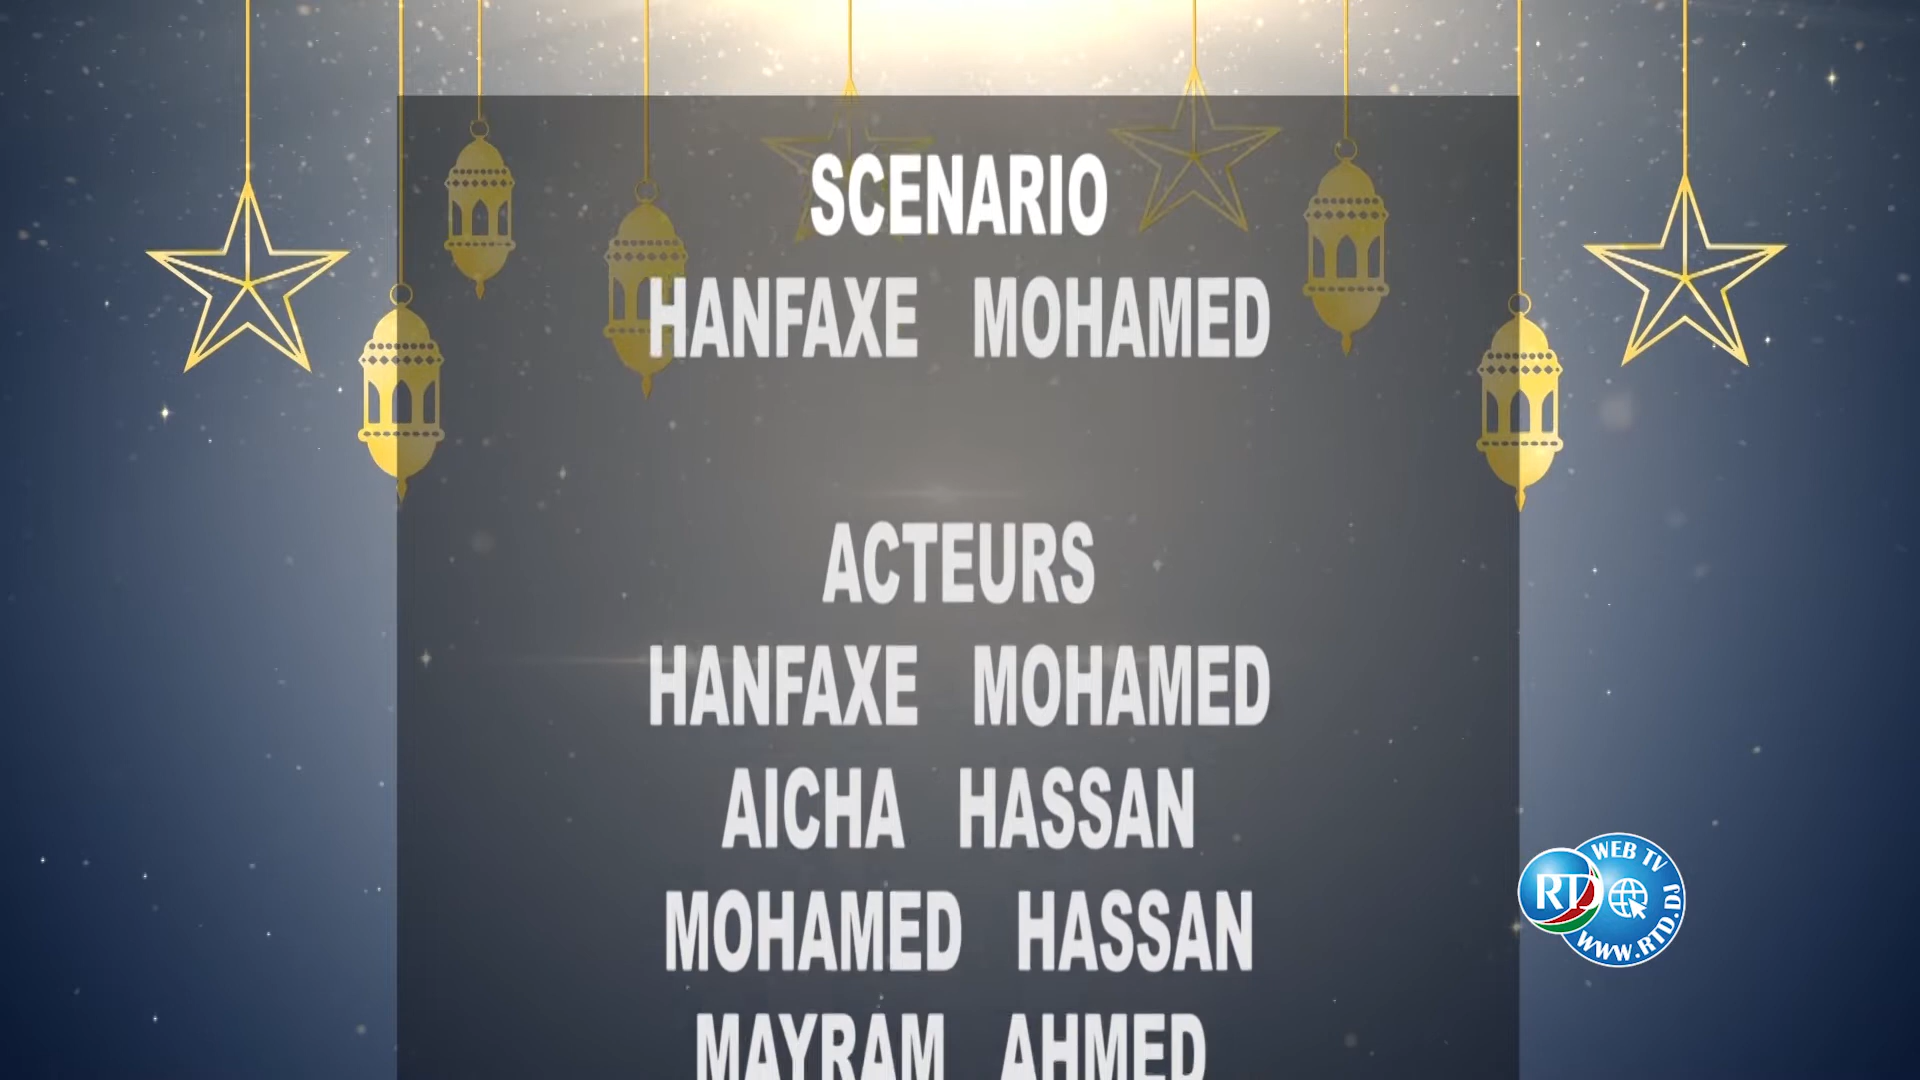 SCENARIO
HANFAXE MOHAMED
ACTEURS
HANFAXE MOHAMED
AICHA HASSAN
MOHAMED HASSAN
MAYRAM AHMED
WEB TV
RTD
WWW.RTD.DJ